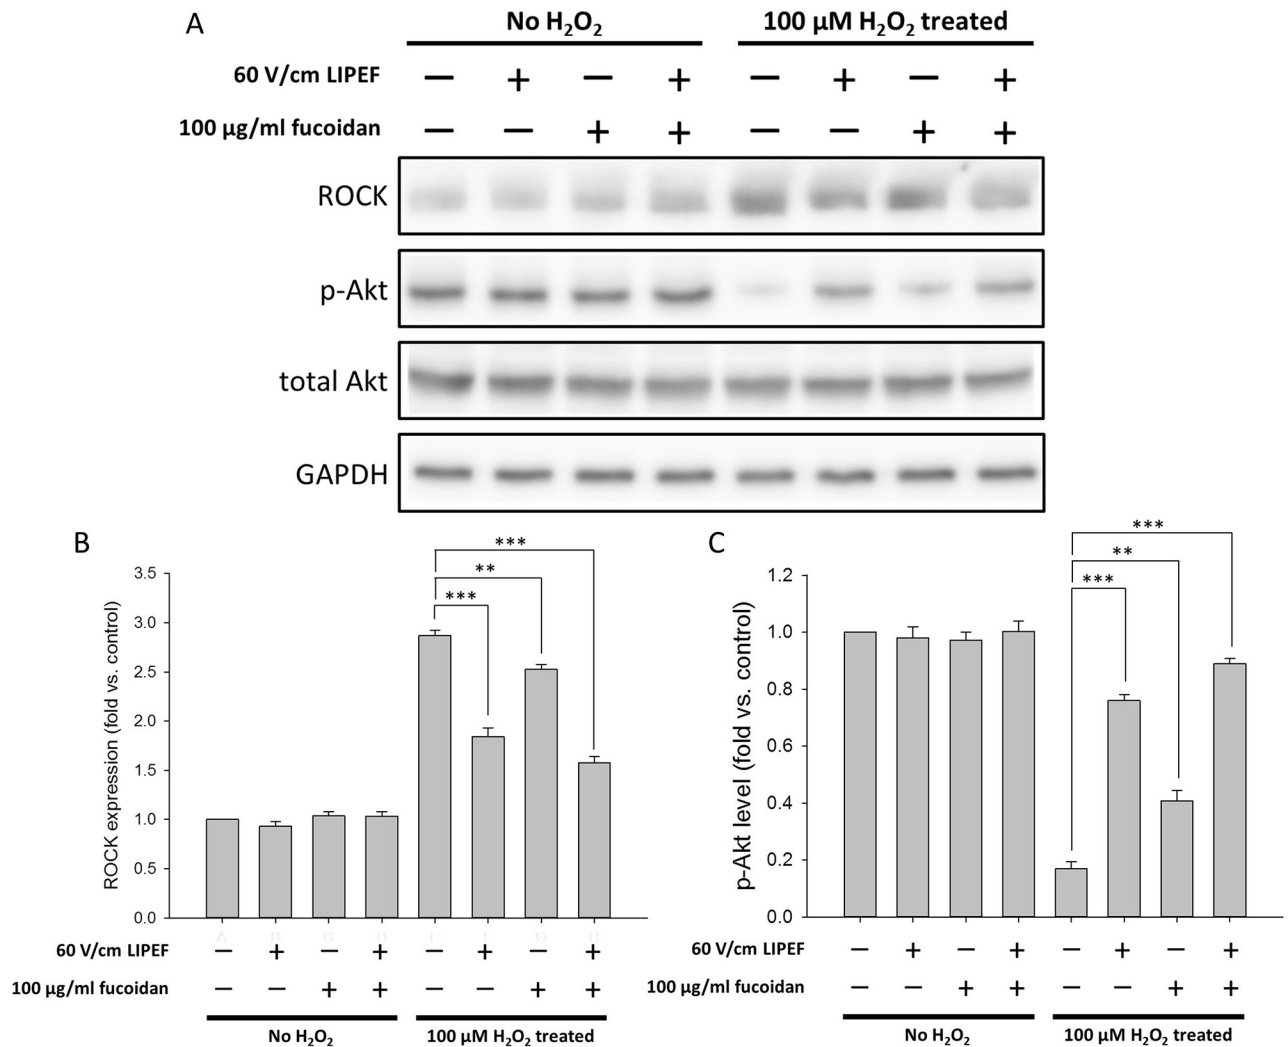 A
No H₂O₂ 100 µM H₂O₂ treated
60 V/cm LIPEF — + — + — + — +
100 µg/ml fucoidan — — + + — — + +
ROCK
p-Akt
total Akt
GAPDH
B
*** 
** 
***
3.5
3.0
2.5
2.0
1.5
1.0
0.5
0.0
ROCK expression (fold vs. control)
A B C D E F G H
60 V/cm LIPEF — + — + — + — +
100 µg/ml fucoidan — — + + — — + +
No H₂O₂ 100 µM H₂O₂ treated
C
***
**
***
1.2
1.0
0.8
0.6
0.4
0.2
0.0
p-Akt level (fold vs. control)
60 V/cm LIPEF — + — + — + — +
100 µg/ml fucoidan — — + + — — + +
No H₂O₂ 100 µM H₂O₂ treated